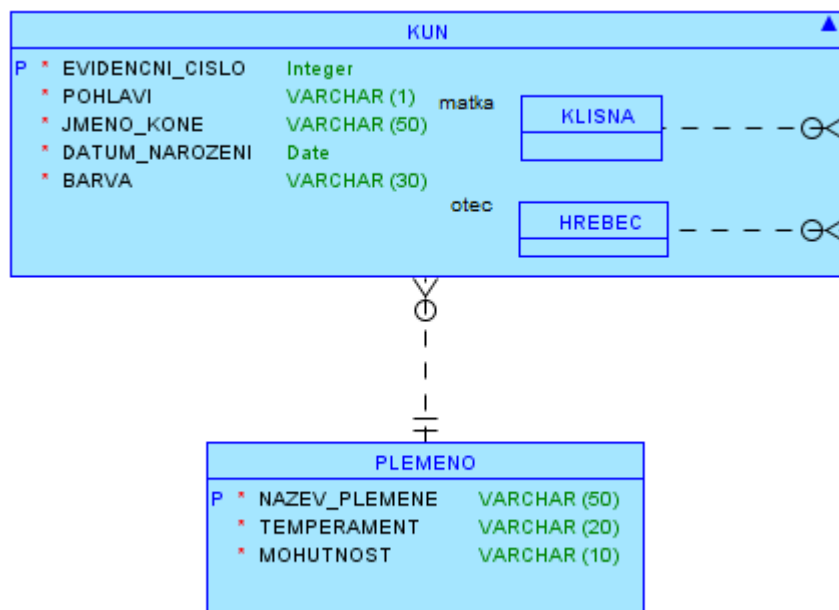 KUN
P * EVIDENCNI_CISLO Integer
* POHLAVI VARCHAR (1)
* JMENO_KONE VARCHAR (50)
* DATUM_NAROZENI Date
* BARVA VARCHAR (30)
matka
KLISNA
otec
HREBEC
PLEMENO
P * NAZEV_PLEMENE VARCHAR (50)
* TEMPERAMENT VARCHAR (20)
* MOHUTNOST VARCHAR (10)